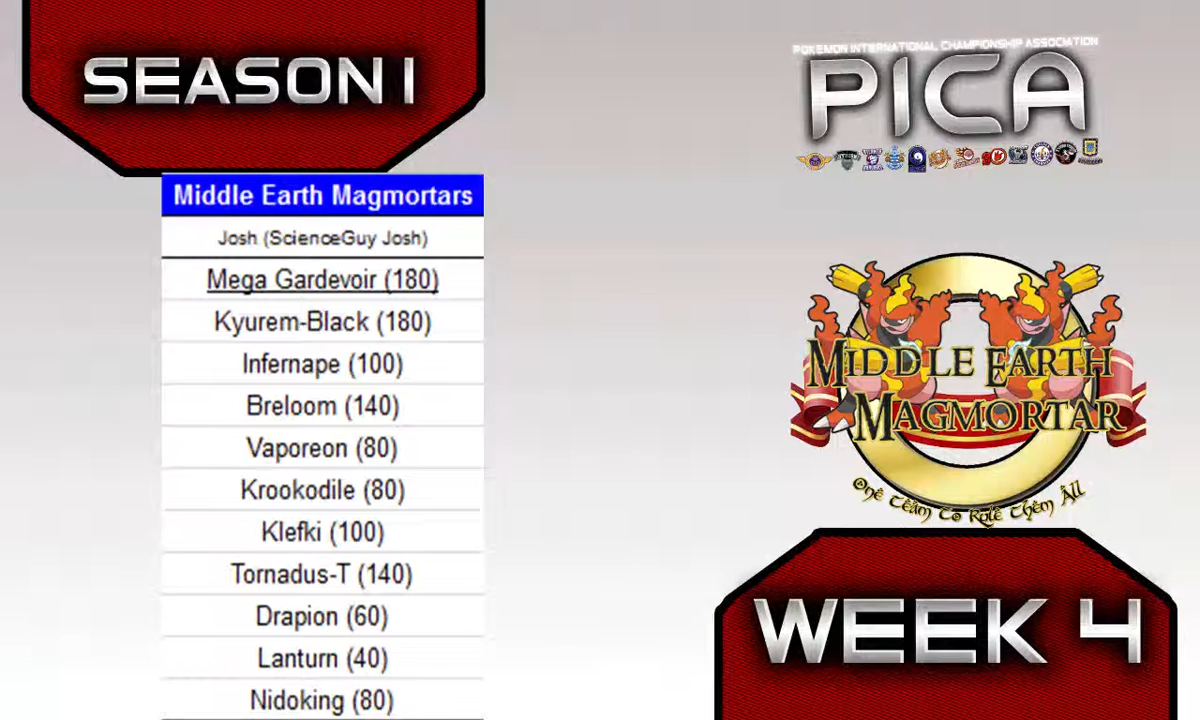 SEASON 1
POKEMON INTERNATIONAL CHAMPIONSHIP ASSOCIATION
PICA
Middle Earth Magmortars
Josh (ScienceGuy Josh)
Mega Gardevoir (180)
Kyurem-Black (180)
Infernape (100)
Breloom (140)
Vaporeon (80)
Krookodile (80)
Klefki (100)
Tornadus-T (140)
Drapion (60)
Lanturn (40)
Nidoking (80)
MIDDLE EARTH
MAGMORTAR
One Team To Rule Them All
WEEK 4